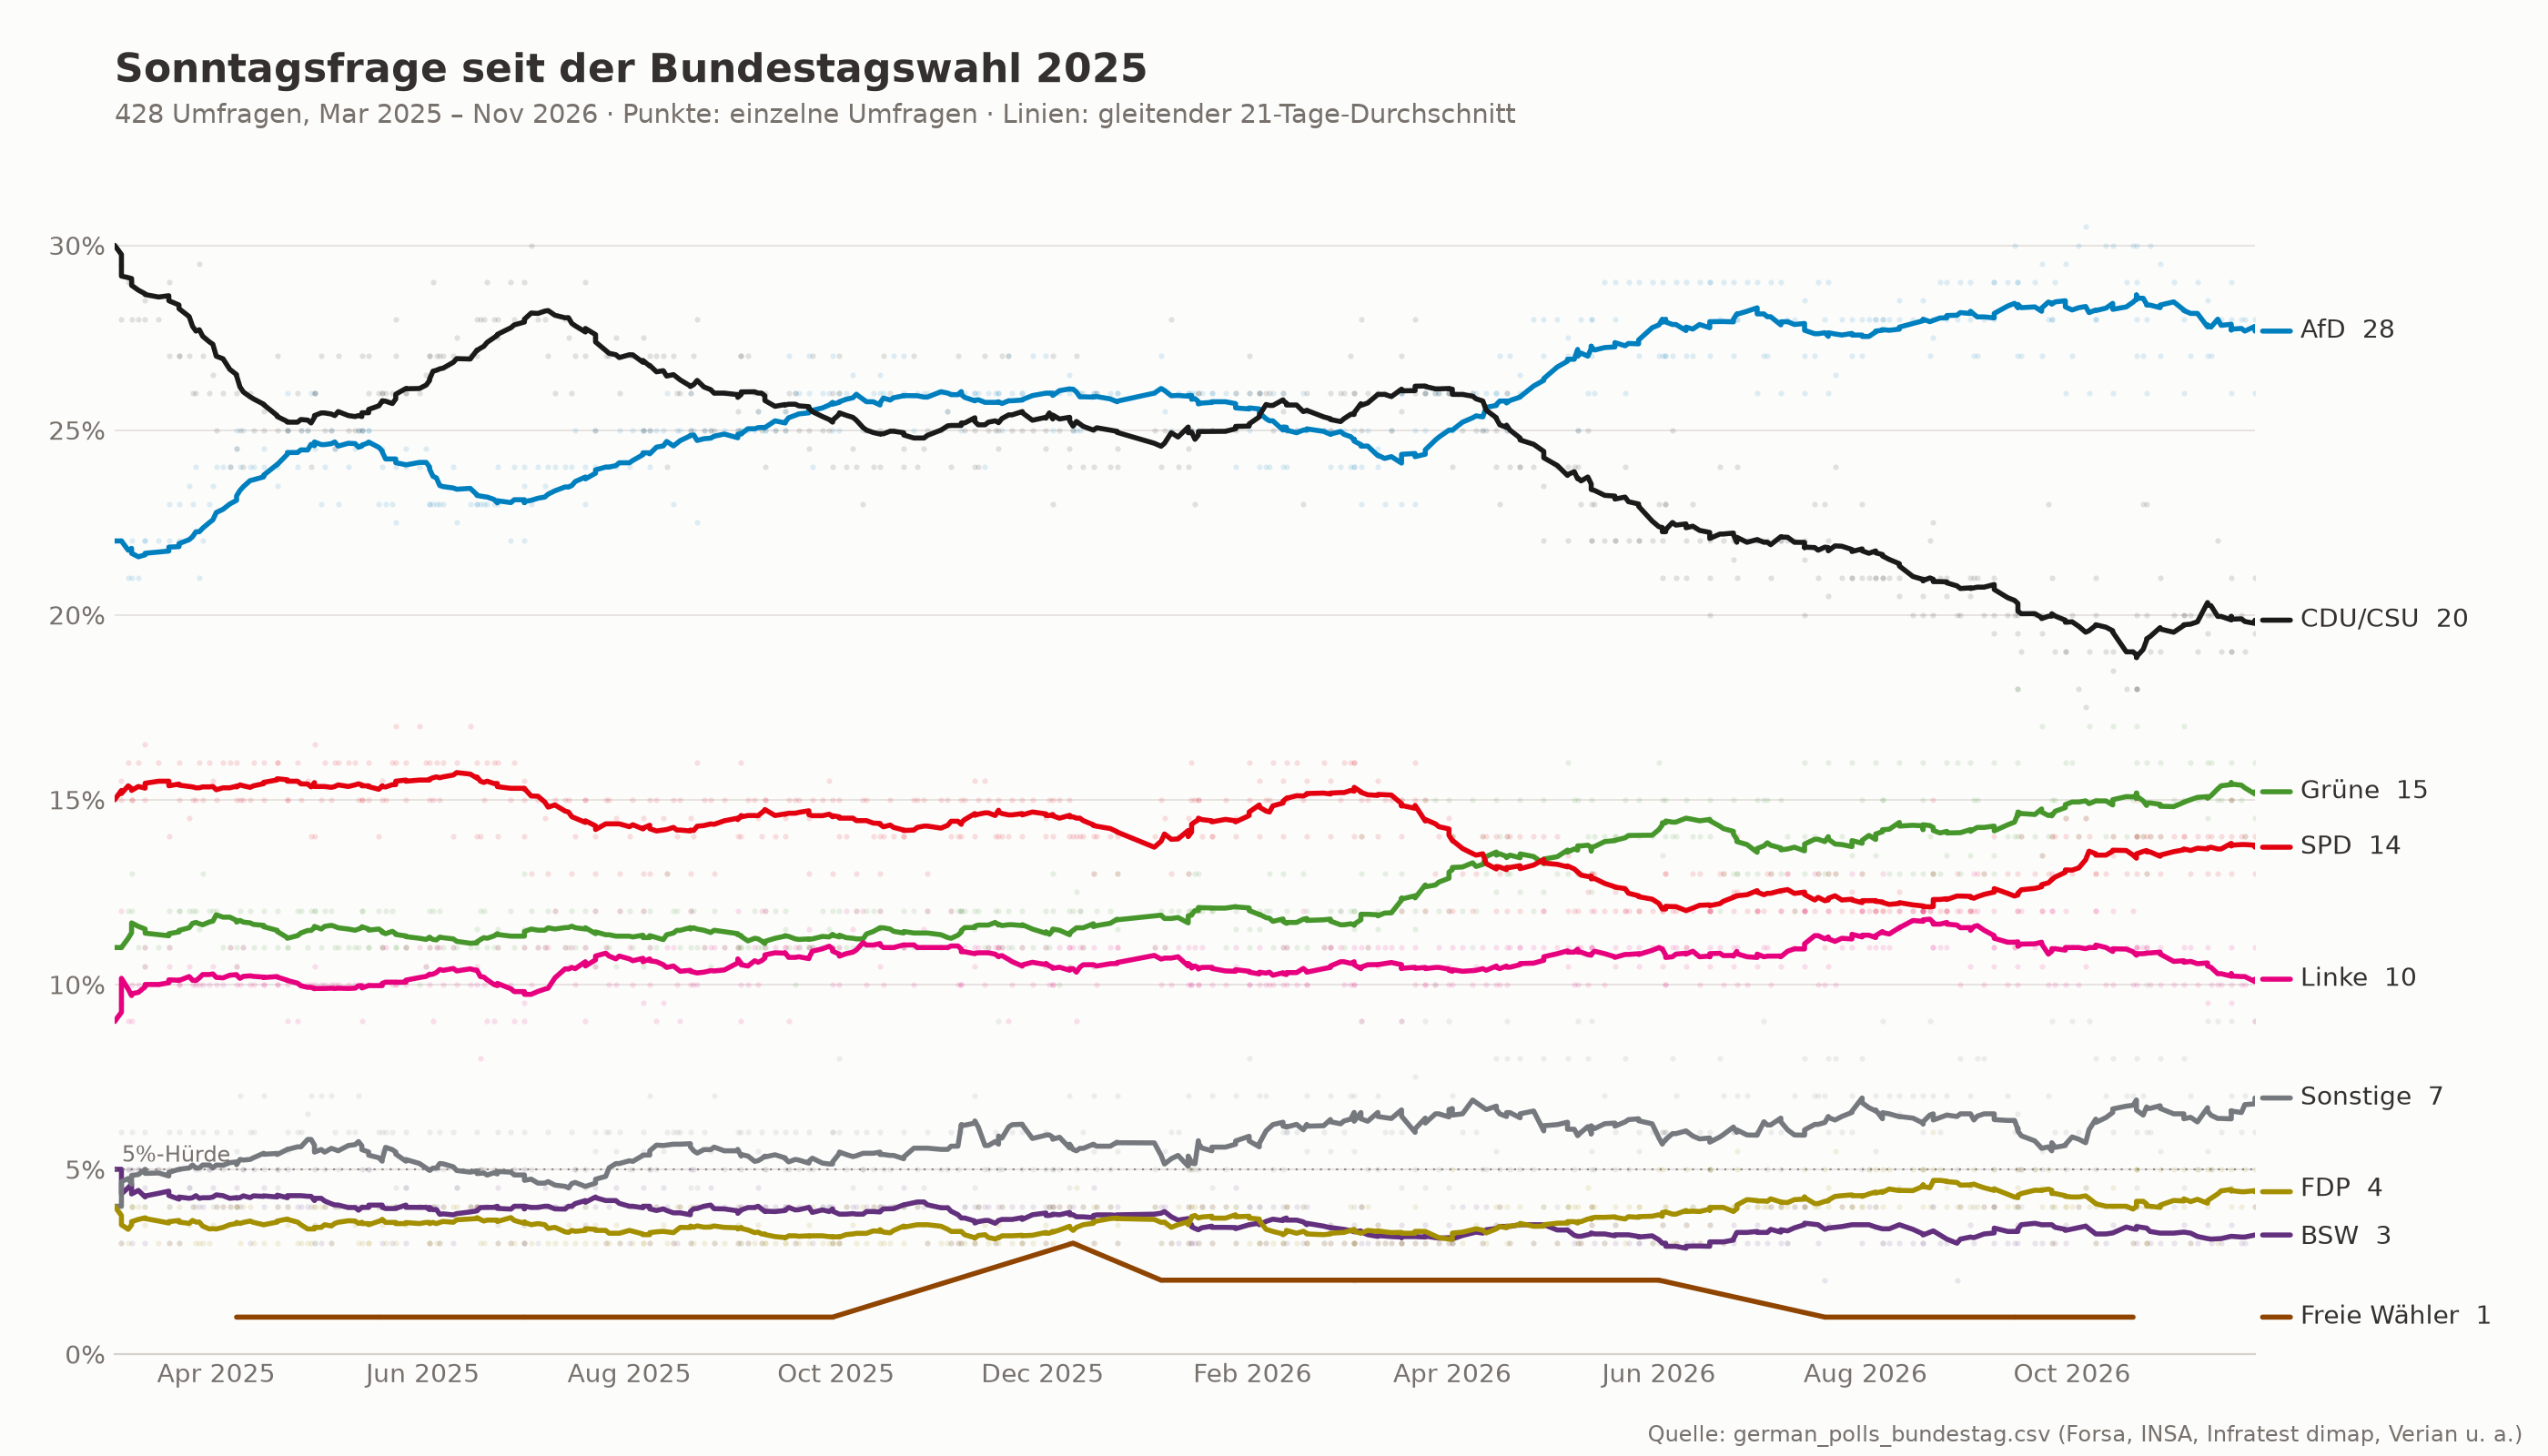 Sonntagsfrage seit der Bundestagswahl 2025
428 Umfragen, Mar 2025 – Nov 2026 · Punkte: einzelne Umfragen · Linien: gleitender 21-Tage-Durchschnitt
30%
25%
20%
15%
10%
5%
0%
5%-Hürde
AfD 28
CDU/CSU 20
Grüne 15
SPD 14
Linke 10
Sonstige 7
FDP 4
BSW 3
Freie Wähler 1
Apr 2025
Jun 2025
Aug 2025
Oct 2025
Dec 2025
Feb 2026
Apr 2026
Jun 2026
Aug 2026
Oct 2026
Quelle: german_polls_bundestag.csv (Forsa, INSA, Infratest dimap, Verian u. a.)